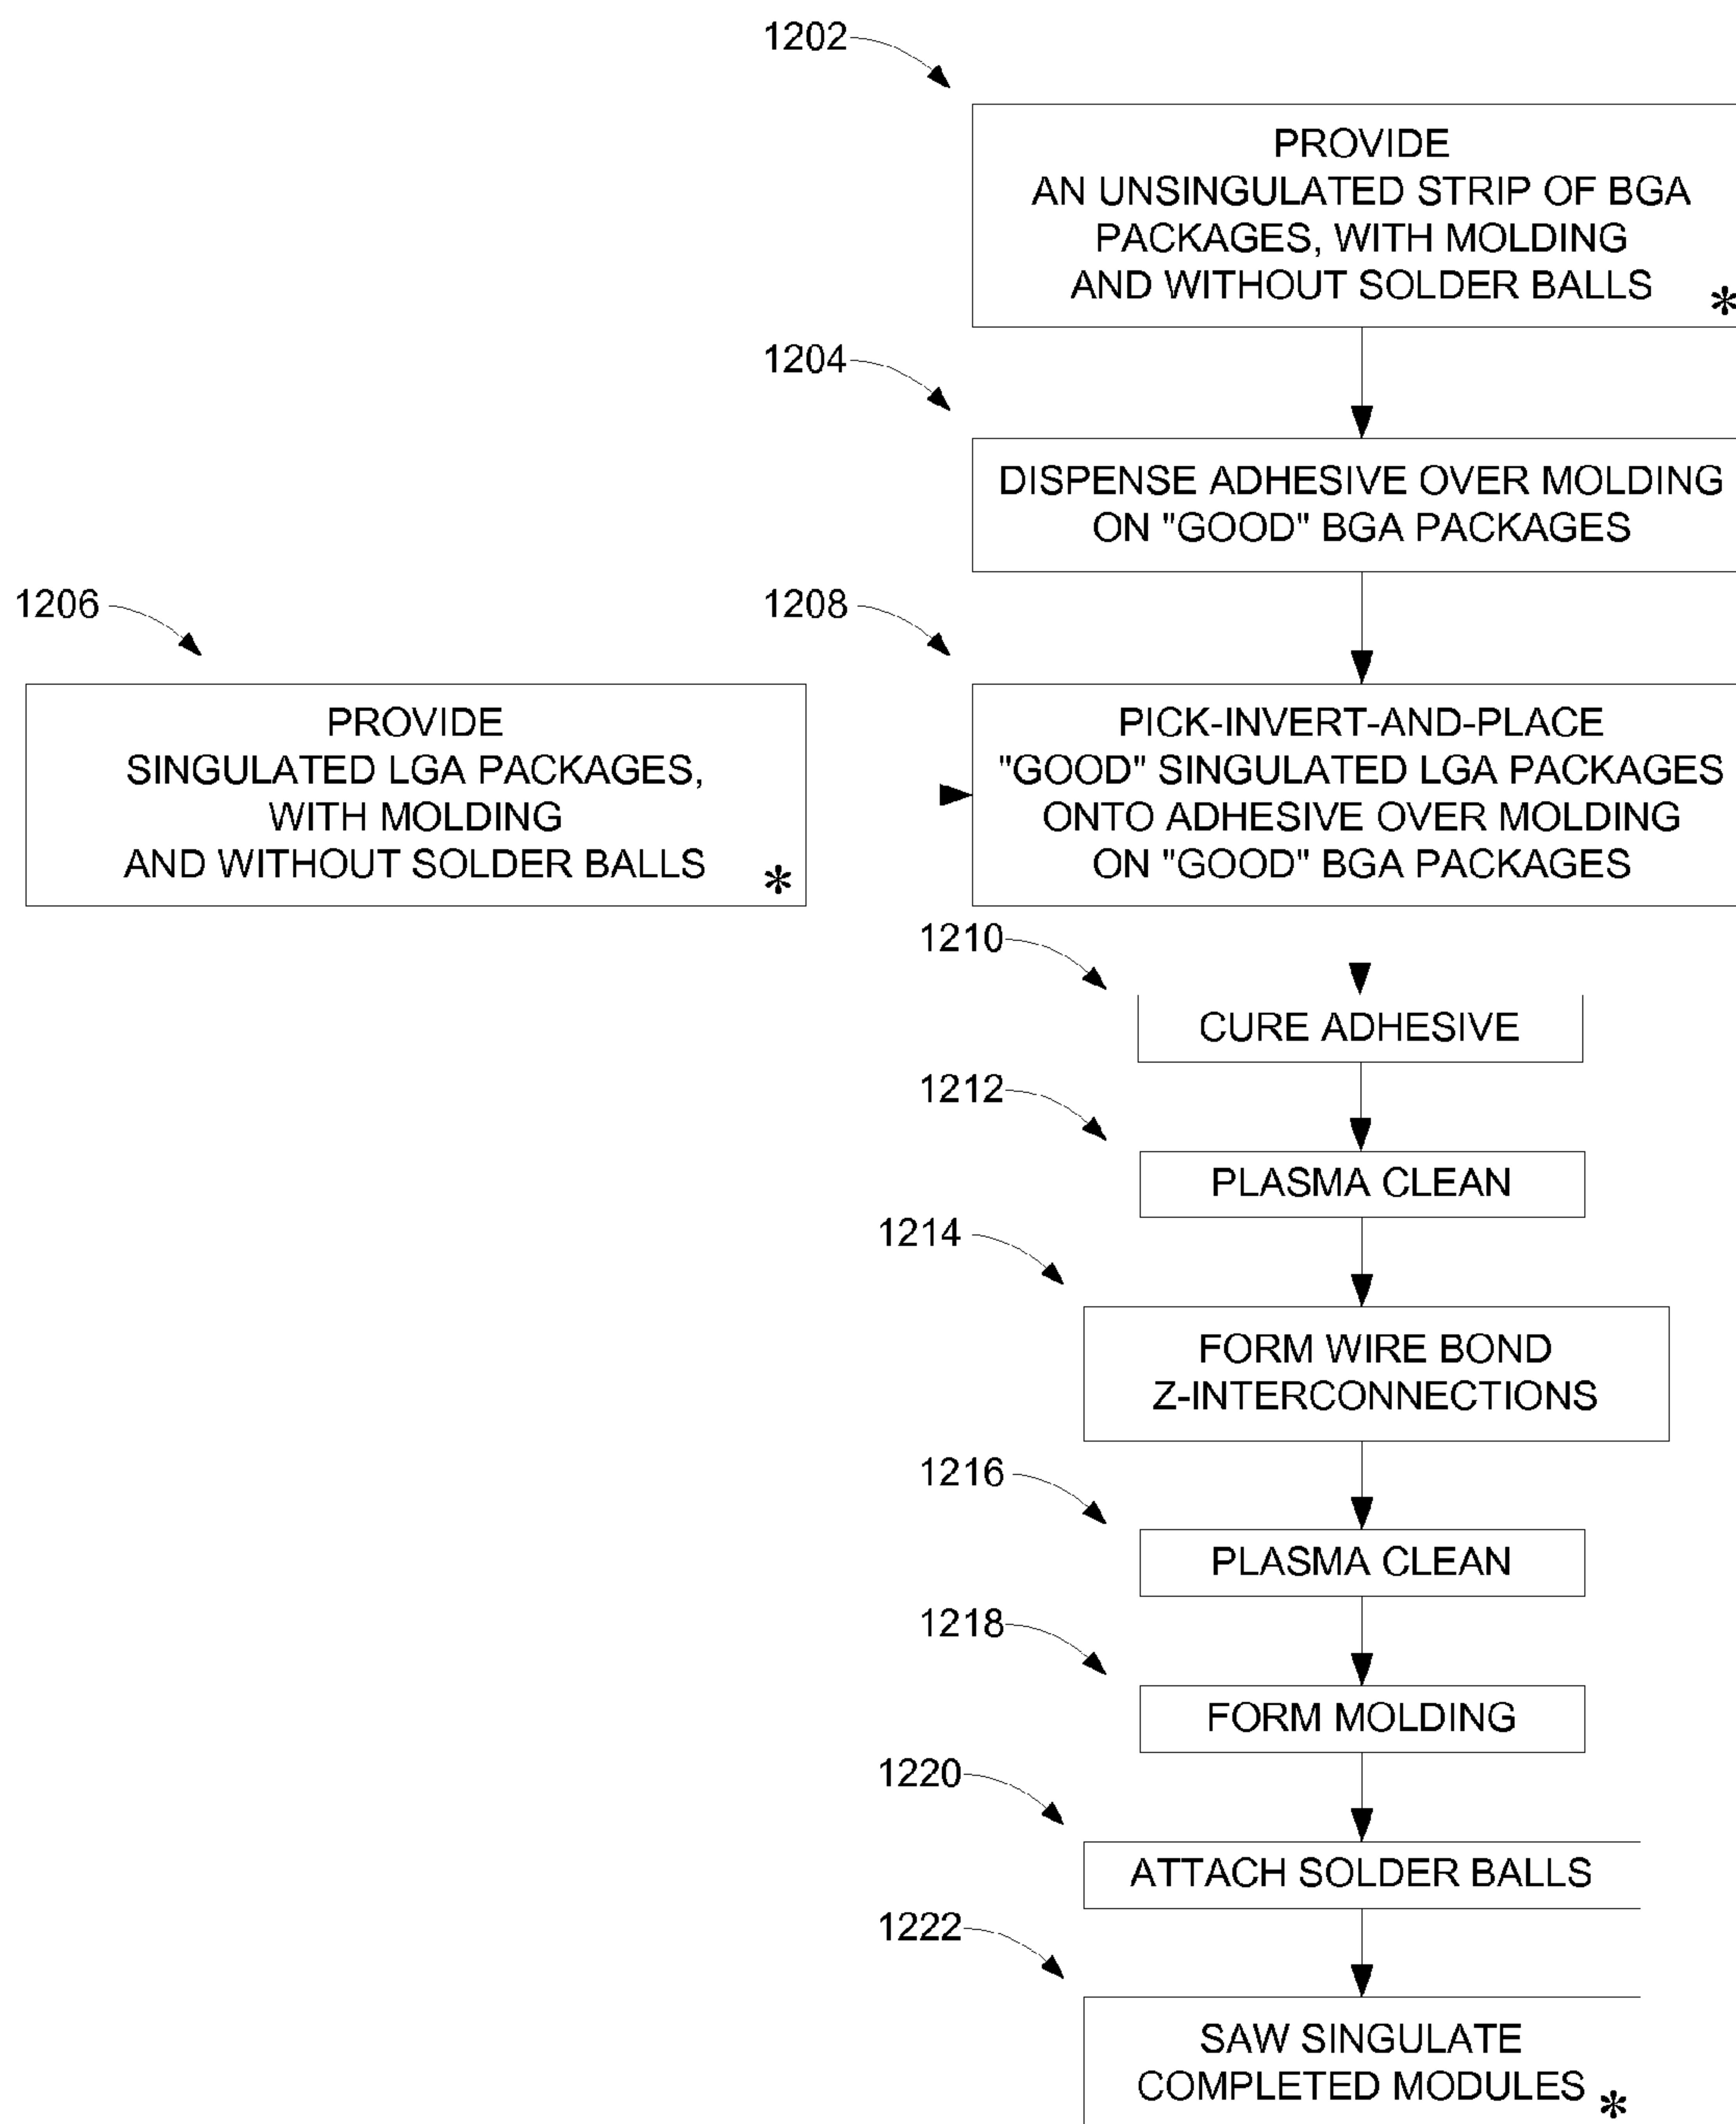 1202
PROVIDE
AN UNSINGULATED STRIP OF BGA
PACKAGES, WITH MOLDING
AND WITHOUT SOLDER BALLS
*
1204
DISPENSE ADHESIVE OVER MOLDING
ON "GOOD" BGA PACKAGES
1206
PROVIDE
SINGULATED LGA PACKAGES,
WITH MOLDING
AND WITHOUT SOLDER BALLS
*
1208
PICK-INVERT-AND-PLACE
"GOOD" SINGULATED LGA PACKAGES
ONTO ADHESIVE OVER MOLDING
ON "GOOD" BGA PACKAGES
1210
CURE ADHESIVE
1212
PLASMA CLEAN
1214
FORM WIRE BOND
Z-INTERCONNECTIONS
1216
PLASMA CLEAN
1218
FORM MOLDING
1220
ATTACH SOLDER BALLS
1222
SAW SINGULATE
COMPLETED MODULES
*